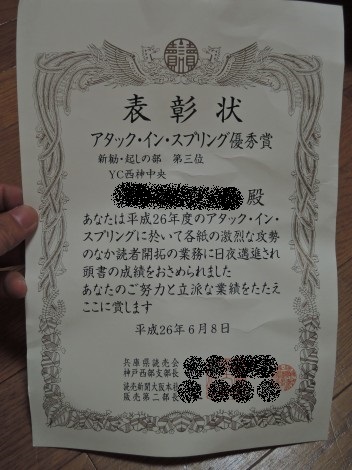 表彰状
アタック・イン・スプリング優秀賞
新勧・起しの部 第三位
YC西神中央
殿
あなたは平成26年度のアタック・イン・
スプリングに於いて各紙の激烈な攻勢
のなか読者開拓の業務に日夜邁進され
頭書の成績をおさめられました
あなたのご努力と立派な業績をたたえ
ここに賞します
平成26年6月8日
兵庫県読売会
神戸西部支部長
読売新聞大阪本社
販売第二部長